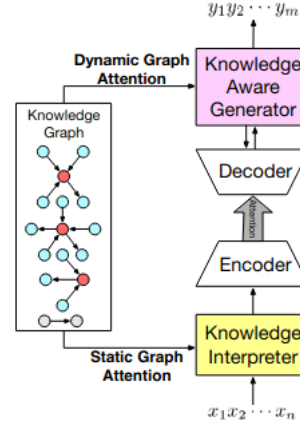 y₁y₂ ··· yₘ
Dynamic Graph
Attention
Knowledge
Aware
Generator
Knowledge
Graph
Decoder
Attention
Encoder
Knowledge
Interpreter
Static Graph
Attention
x₁x₂ ··· xₙ